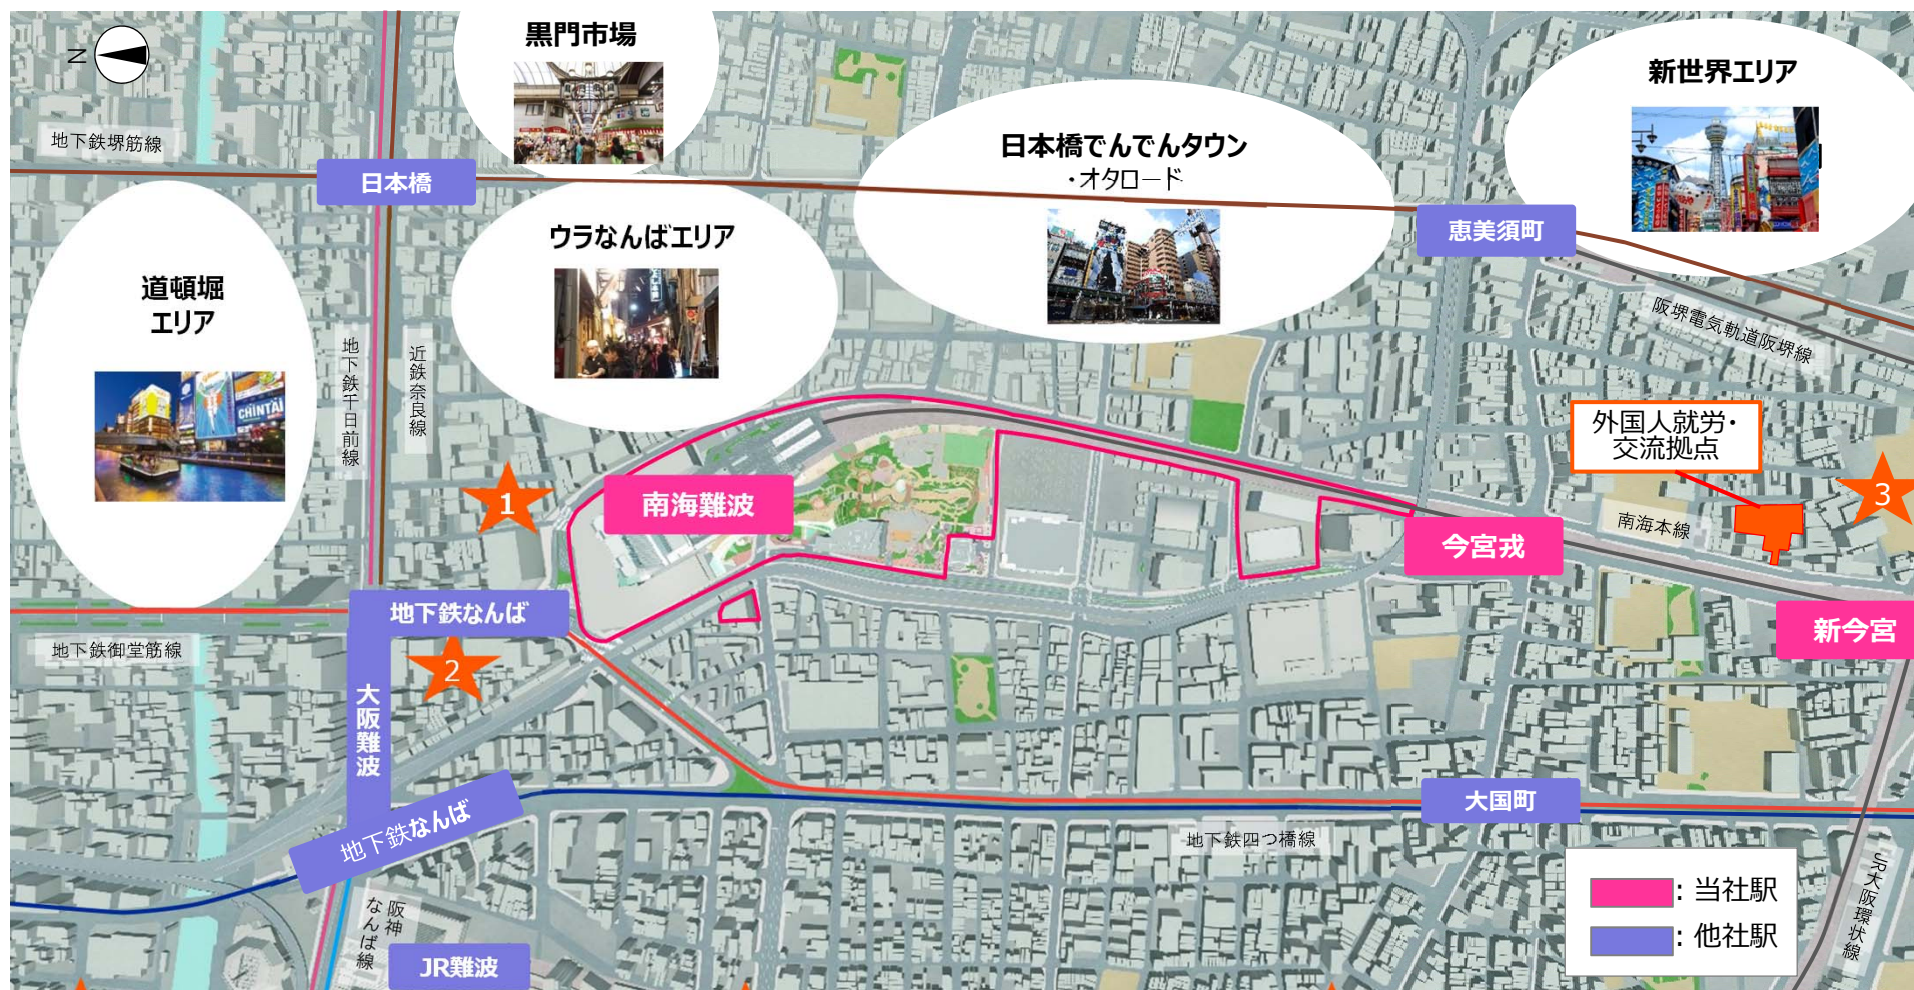 黒門市場
N
新世界エリア
地下鉄堺筋線
日本橋でんでんタウン
・オタロード
日本橋
ウラなんばエリア
恵美須町
道頓堀
エリア
阪堺電気軌道阪堺線
地下鉄千日前線
近鉄奈良線
CHINTAI
外国人就労・
交流拠点
1
南海難波
3
南海本線
今宮戎
地下鉄なんば
新今宮
地下鉄御堂筋線
2
大阪難波
大国町
地下鉄なんば
地下鉄四つ橋線
JR大阪環状線
：当社駅
：他社駅
阪神
なんば線
JR難波